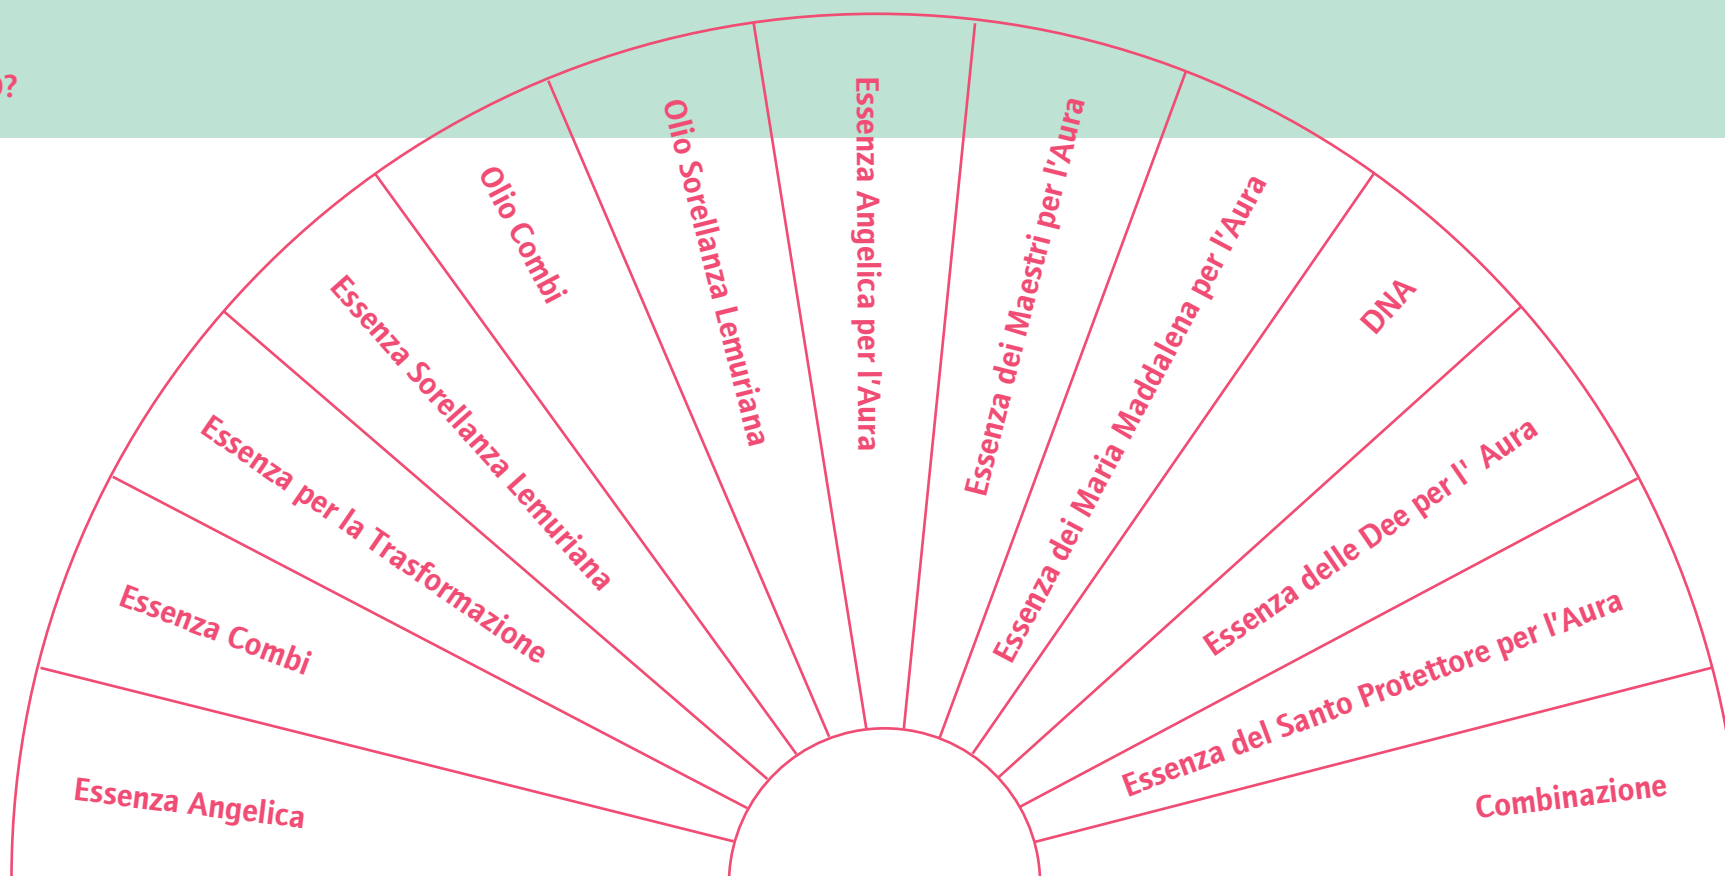 ?
Essenza Angelica
Essenza Combi
Essenza per la Trasformazione
Essenza Sorellanza Lemuriana
Olio Combi
Olio Sorellanza Lemuriana
Essenza Angelica per l'Aura
Essenza dei Maestri per l'Aura
Essenza dei Maria Maddalena per l'Aura
DNA
Essenza delle Dee per l' Aura
Essenza del Santo Protettore per l'Aura
Combinazione